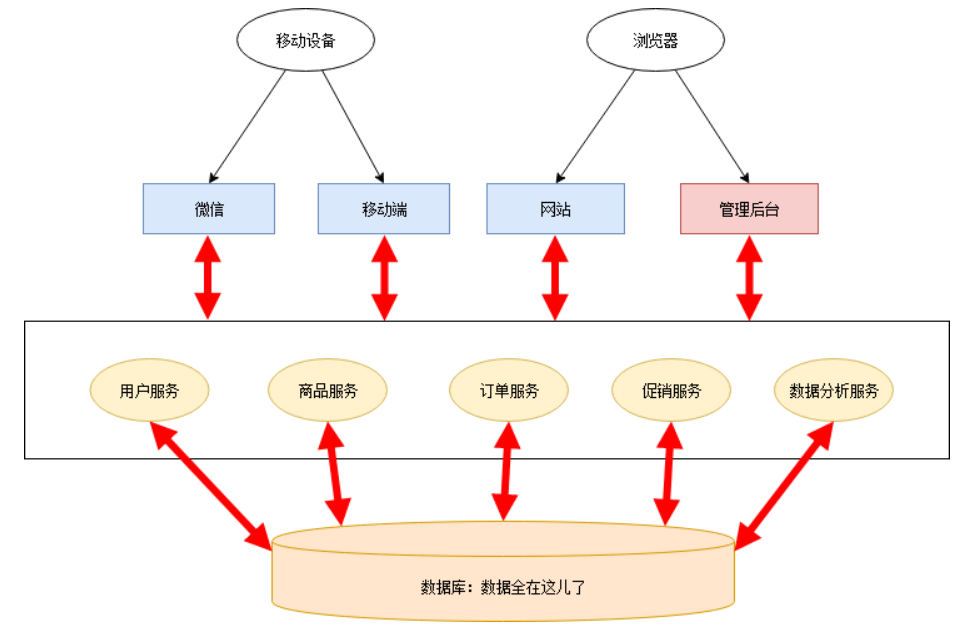 移动设备
浏览器
微信
移动端
网站
管理后台
用户服务
商品服务
订单服务
促销服务
数据分析服务
数据库：数据全在这儿了